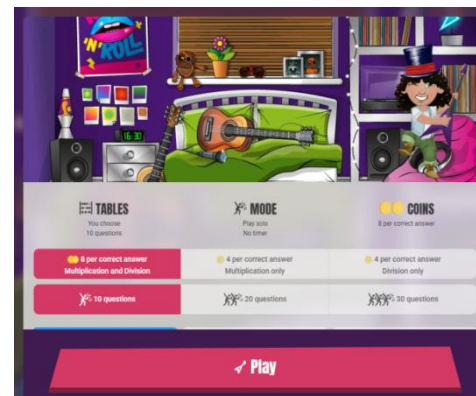 'N'
ROLL
16:30
TABLES
You choose
10 questions
MODE
Play solo
No timer
COINS
8 per correct answer
8 per correct answer
Multiplication and Division
4 per correct answer
Multiplication only
4 per correct answer
Division only
10 questions
20 questions
30 questions
Play